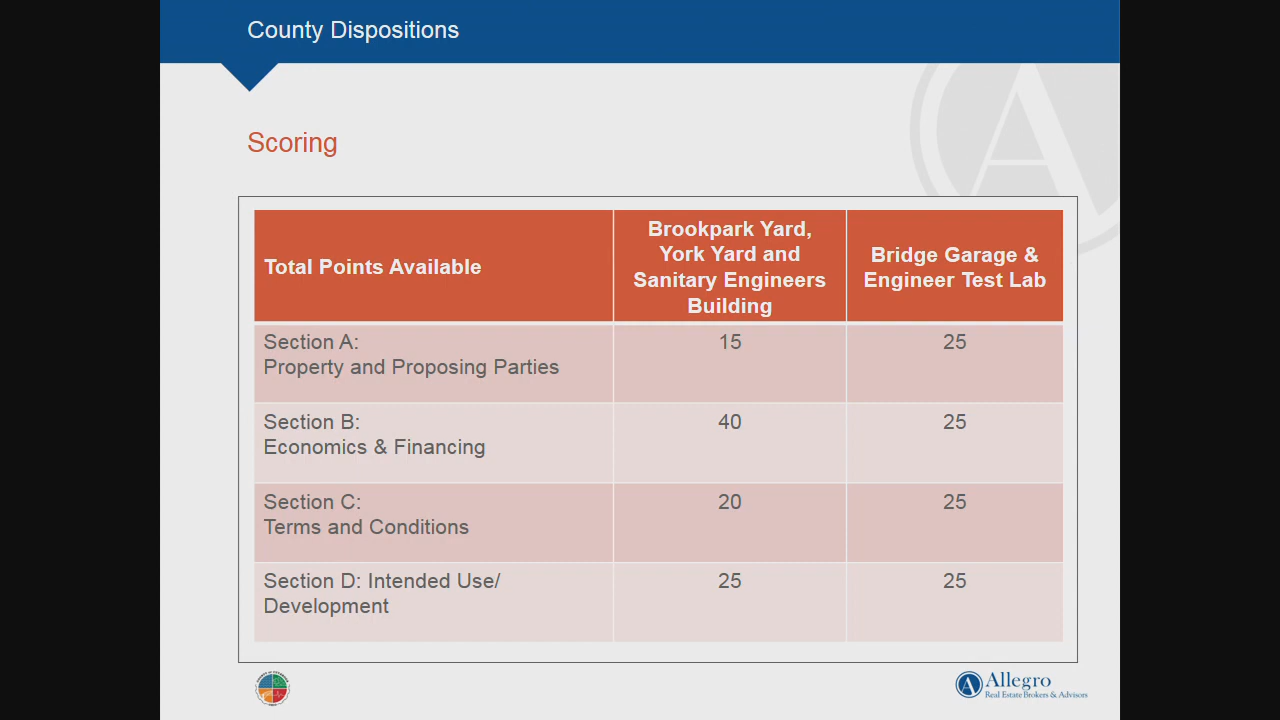 County Dispositions
Scoring
Total Points Available
Brookpark Yard,
York Yard and
Sanitary Engineers
Building
Bridge Garage &
Engineer Test Lab
Section A:
Property and Proposing Parties
15
25
Section B:
Economics & Financing
40
25
Section C:
Terms and Conditions
20
25
Section D: Intended Use/
Development
25
25
A Allegro
Real Estate Brokers & Advisors